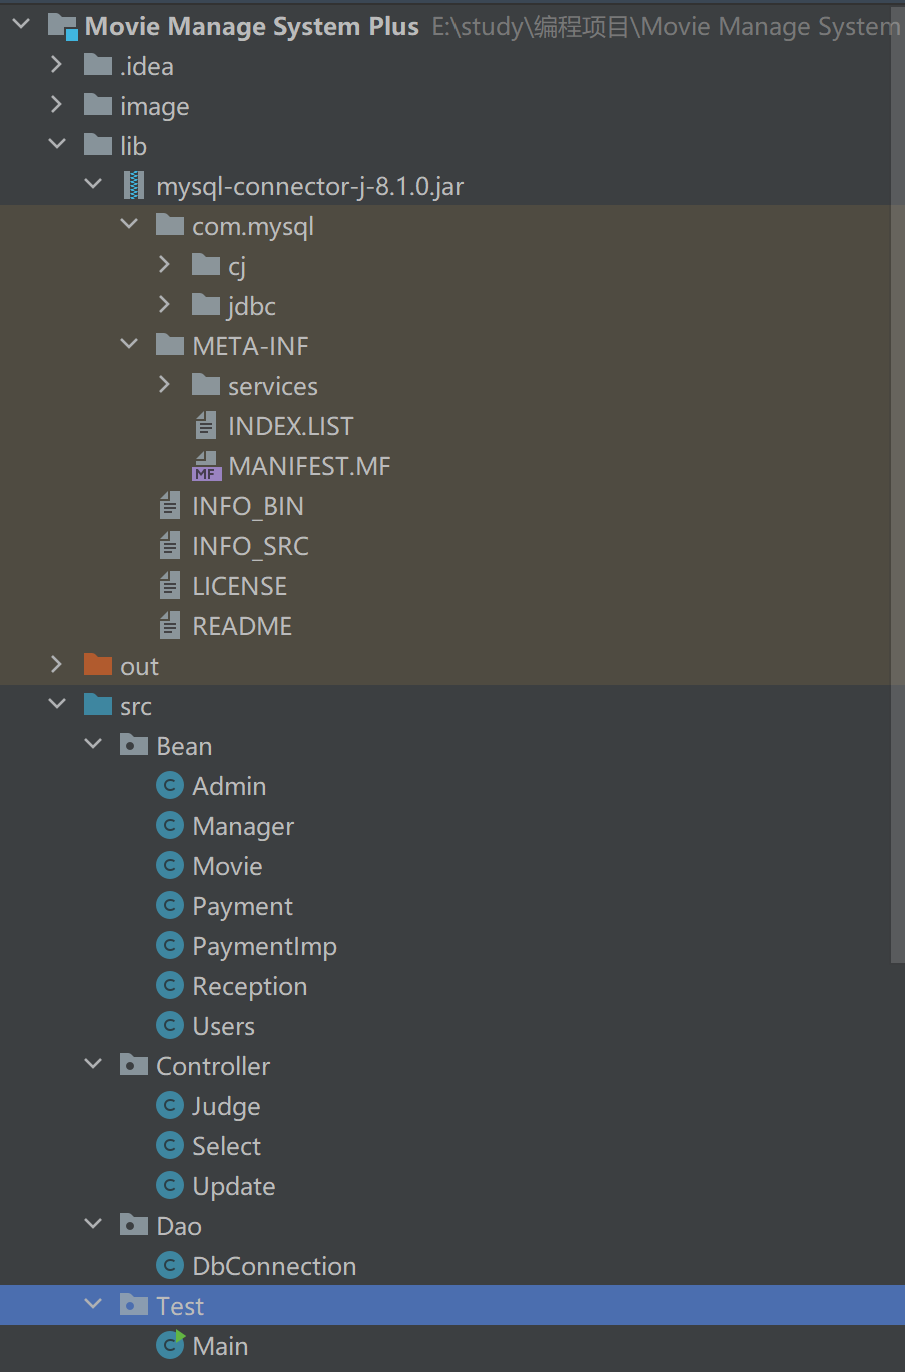 Movie Manage System Plus E:\study\编程项目\Movie Manage System
.idea
image
lib
mysql-connector-j-8.1.0.jar
com.mysql
cj
jdbc
META-INF
services
INDEX.LIST
MF MANIFEST.MF
INFO_BIN
INFO_SRC
LICENSE
README
out
src
Bean
C Admin
C Manager
C Movie
C Payment
C PaymentImp
C Reception
C Users
Controller
C Judge
C Select
C Update
Dao
C DbConnection
Test
C Main